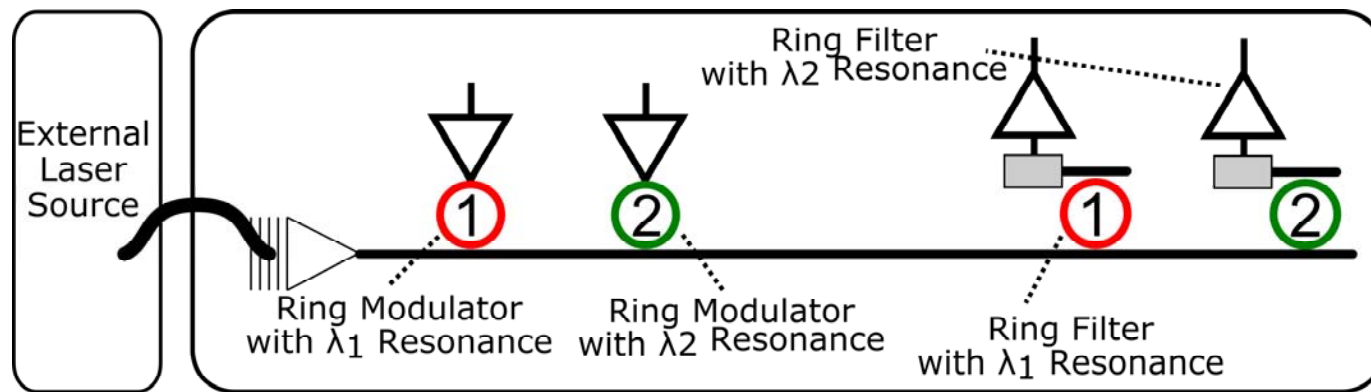 External
Laser
Source
Ring Filter
with λ2 Resonance
1
2
1
2
Ring Modulator
with λ1 Resonance
Ring Modulator
with λ2 Resonance
Ring Filter
with λ1 Resonance